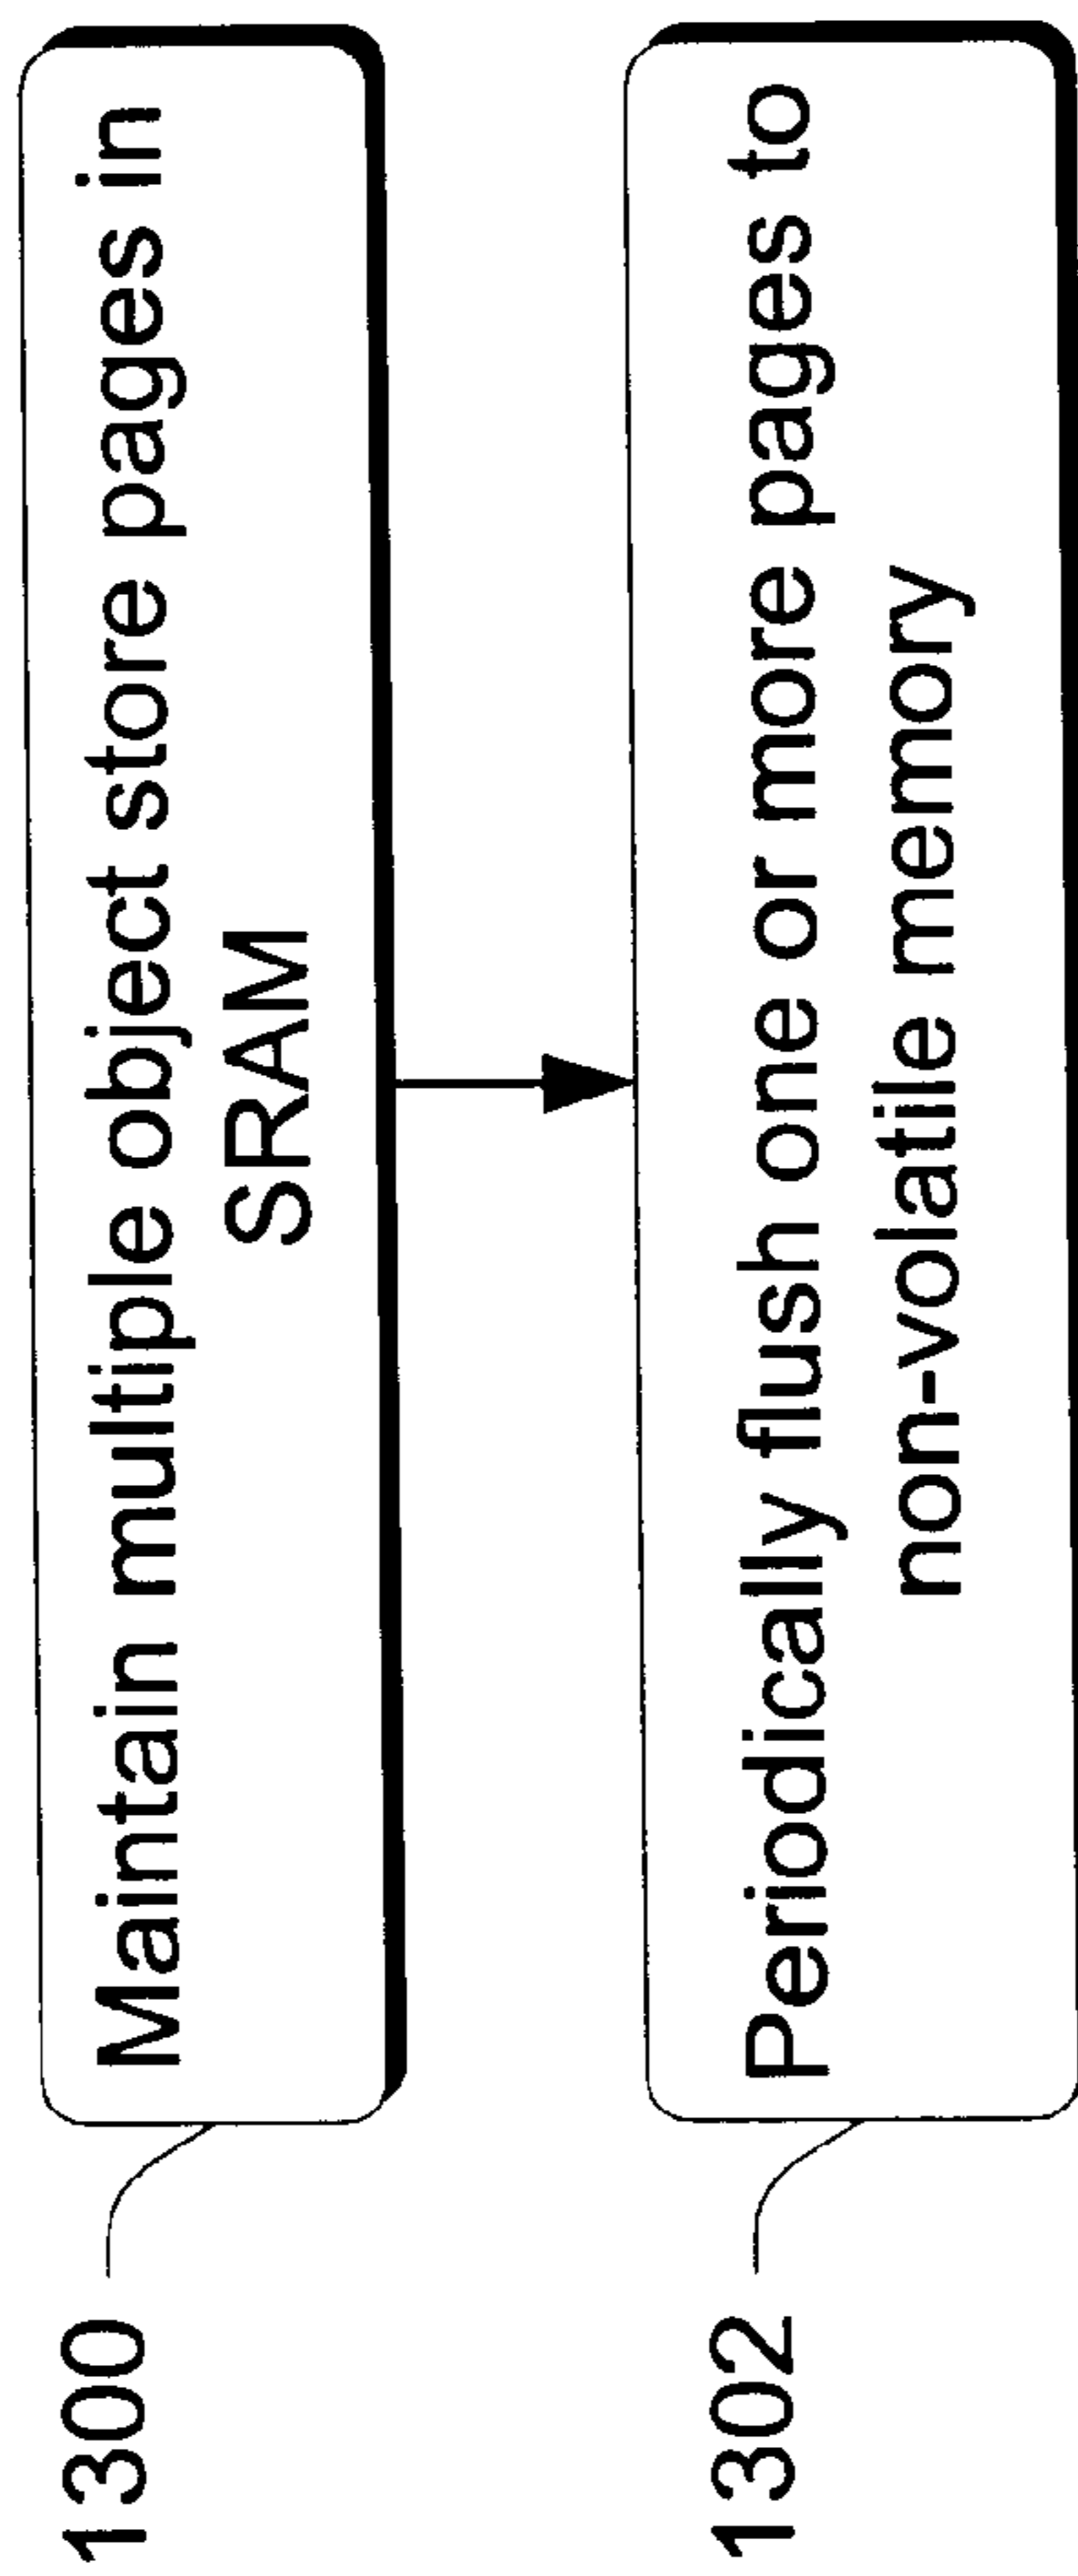 1300
Maintain multiple object store pages in
SRAM
1302
Periodically flush one or more pages to
non-volatile memory